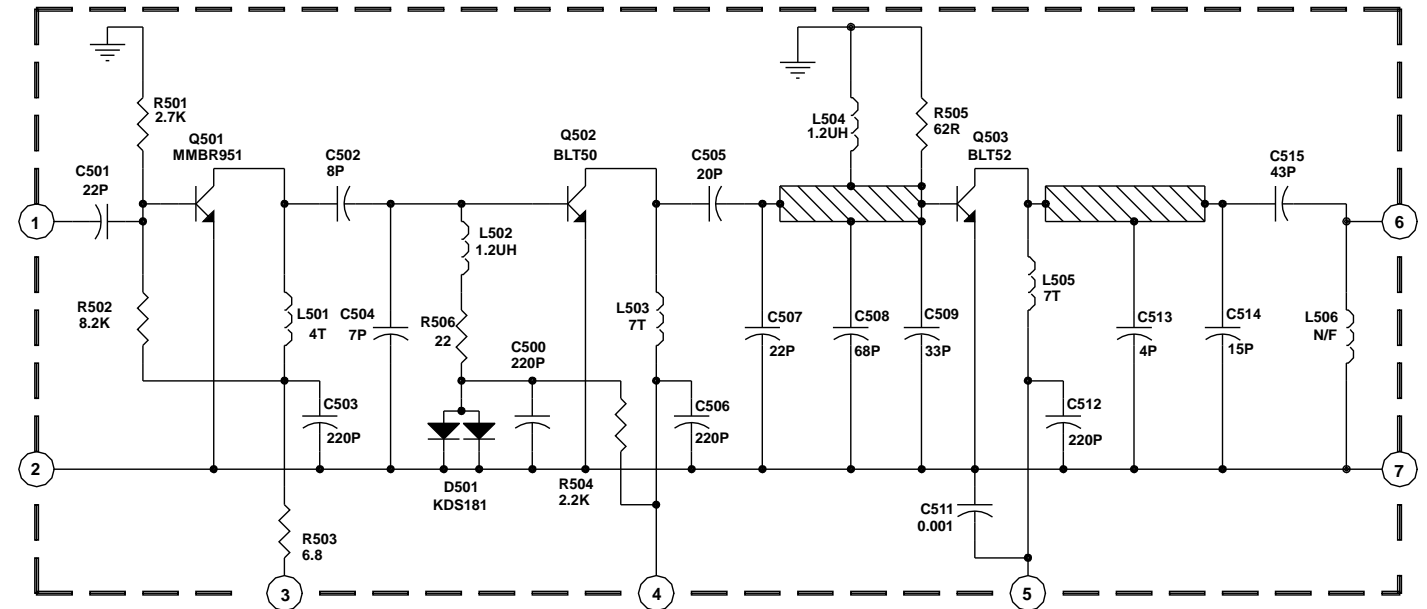 R501
2.7K
Q501
MMBR951
C501
22P
C502
8P
Q502
BLT50
C505
20P
L504
1.2UH
R505
62R
Q503
BLT52
C515
43P
1
6
R502
8.2K
L501
4T
C504
7P
L502
1.2UH
R506
22
C500
220P
L503
7T
C507
22P
C508
68P
C509
33P
L505
7T
C513
4P
C514
15P
L506
N/F
C503
220P
C506
220P
C512
220P
2
7
D501
KDS181
R504
2.2K
C511
0.001
R503
6.8
3
4
5